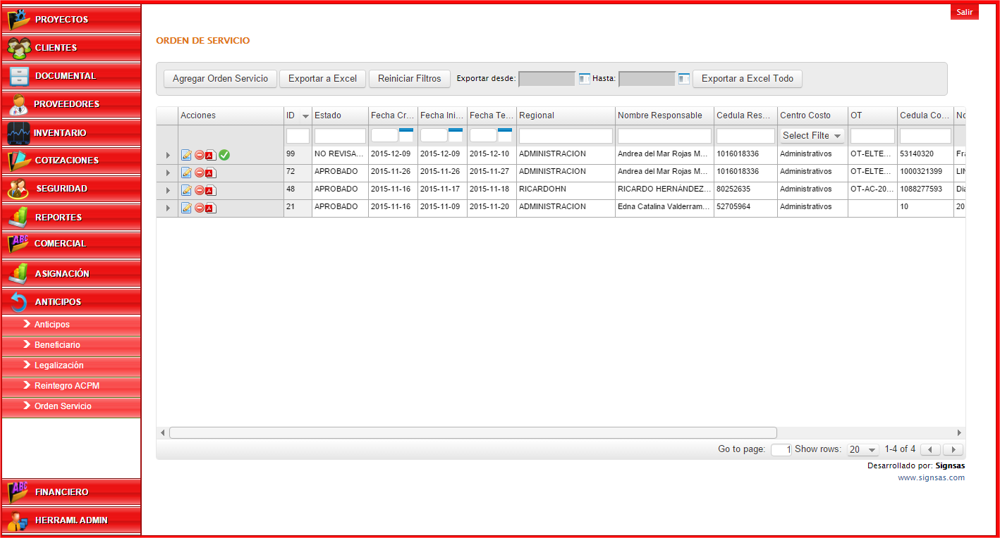 Salir
PROYECTOS
CLIENTES
DOCUMENTAL
PROVEEDORES
INVENTARIO
COTIZACIONES
SEGURIDAD
REPORTES
COMERCIAL
ASIGNACIÓN
ANTICIPOS
Anticipos
Beneficiario
Legalización
Reintegro ACPM
Orden Servicio
FINANCIERO
HERRAMI. ADMIN
ORDEN DE SERVICIO
Agregar Orden Servicio Exportar a Excel Reiniciar Filtros Exportar desde: Hasta: Exportar a Excel Todo
Acciones ID Estado Fecha Cr... Fecha Ini... Fecha Te... Regional Nombre Responsable Cedula Res... Centro Costo OT Cedula Co... No
Select Filte
99 NO REVISA... 2015-12-09 2015-12-09 2015-12-10 ADMINISTRACION Andrea del Mar Rojas M... 1016018336 Administrativos OT-ELTE... 53140320 Fra
72 APROBADO 2015-11-26 2015-11-26 2015-11-27 ADMINISTRACION Andrea del Mar Rojas M... 1016018336 Administrativos OT-ELTE... 1000321399 LIN
48 APROBADO 2015-11-16 2015-11-17 2015-11-18 RICARDOHN RICARDO HERNÁNDEZ... 80252635 Administrativos OT-AC-20... 1088277593 Dia
21 APROBADO 2015-11-16 2015-11-09 2015-11-20 ADMINISTRACION Edna Catalina Valderram... 52705964 Administrativos 10 20
Go to page: 1 Show rows: 20 1-4 of 4
Desarrollado por: Signsas
www.signsas.com